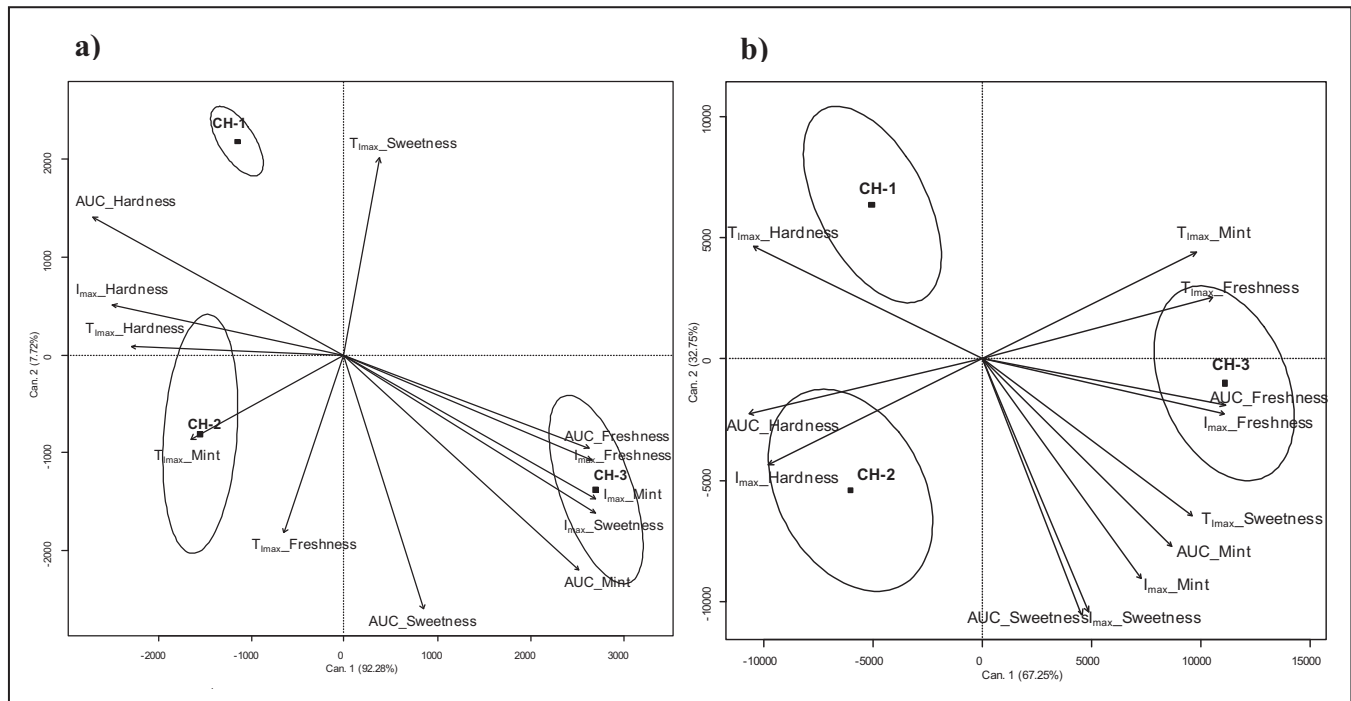 a)
CH-1
T_Imax_Sweetness
AUC_Hardness
I_max_Hardness
T_Imax_Hardness
CH-2
T_Imax_Mint
T_Imax_Freshness
AUC_Sweetness
AUC_Freshness
I_max_Freshness
CH-3
I_max_Mint
I_max_Sweetness
AUC_Mint
2000
1000
0
-1000
-2000
Can. 2 (7.72%)
-2000 -1000 0 1000 2000 3000
Can. 1 (92.28%)
b)
CH-1
T_Imax_Hardness
T_Imax_Mint
T_Imax_Freshness
CH-3
AUC_Freshness
I_max_Freshness
AUC_Hardness
I_max_Hardness
CH-2
T_Imax_Sweetness
AUC_Mint
I_max_Mint
AUC_Sweetness I_max_Sweetness
10000
5000
0
-5000
-10000
Can. 2 (32.75%)
-10000 -5000 0 5000 10000 15000
Can. 1 (67.25%)